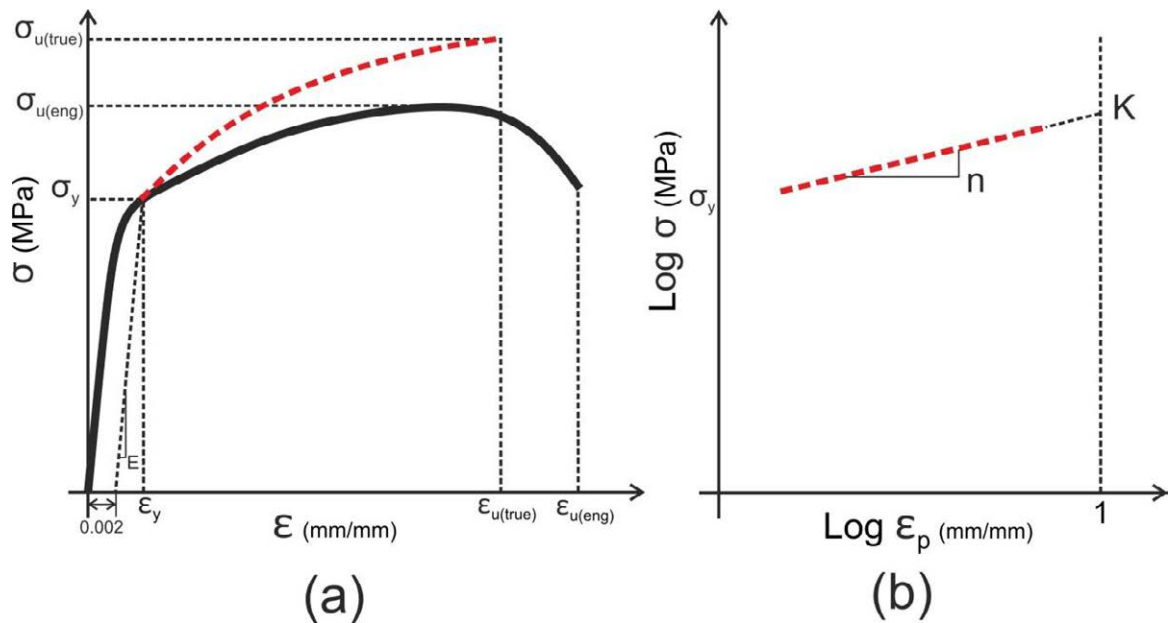 σu(true)
σu(eng)
σy
σ (MPa)
E
0.002
εy
ε (mm/mm)
εu(true)
εu(eng)
(a)
K
n
σy
Log σ (MPa)
1
Log εp (mm/mm)
(b)